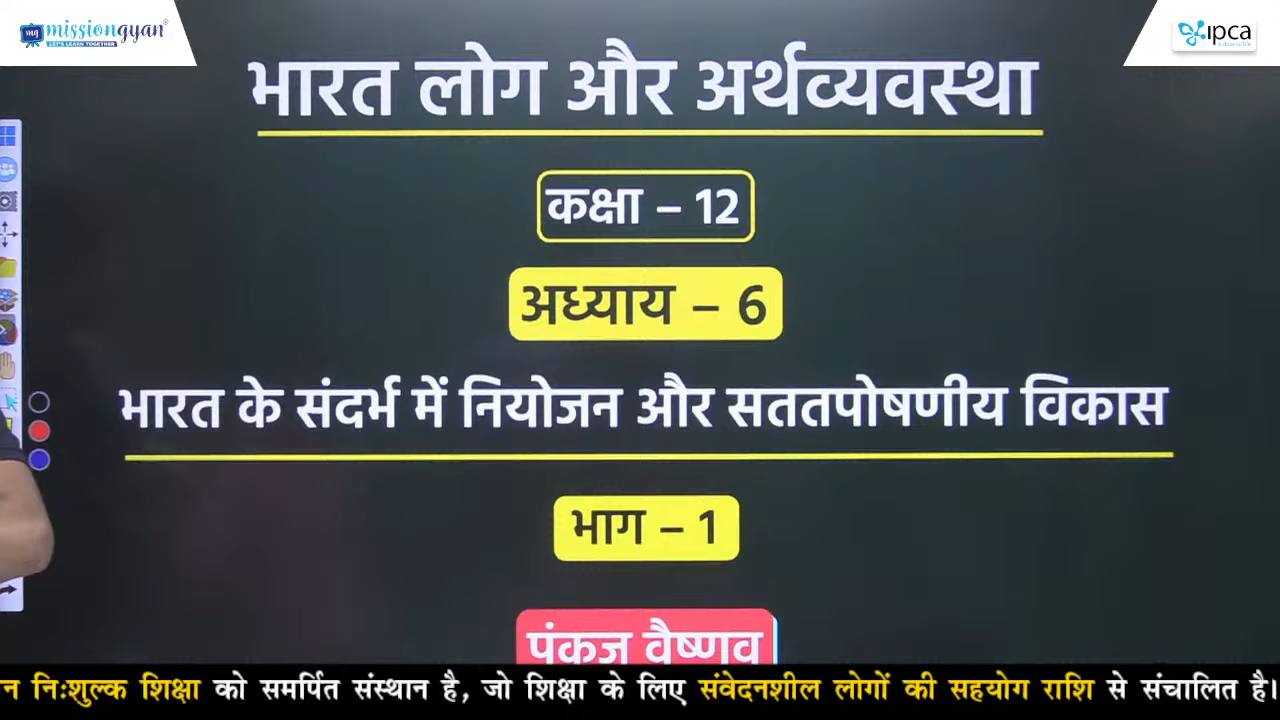 missiongyan
LET'S LEARN TOGETHER
ipca
भारत लोग और अर्थव्यवस्था
कक्षा – 12
अध्याय – 6
भारत के संदर्भ में नियोजन और सततपोषणीय विकास
भाग – 1
पंकज वैष्णव
न निःशुल्क शिक्षा को समर्पित संस्थान है, जो शिक्षा के लिए संवेदनशील लोगों की सहयोग राशि से संचालित है।